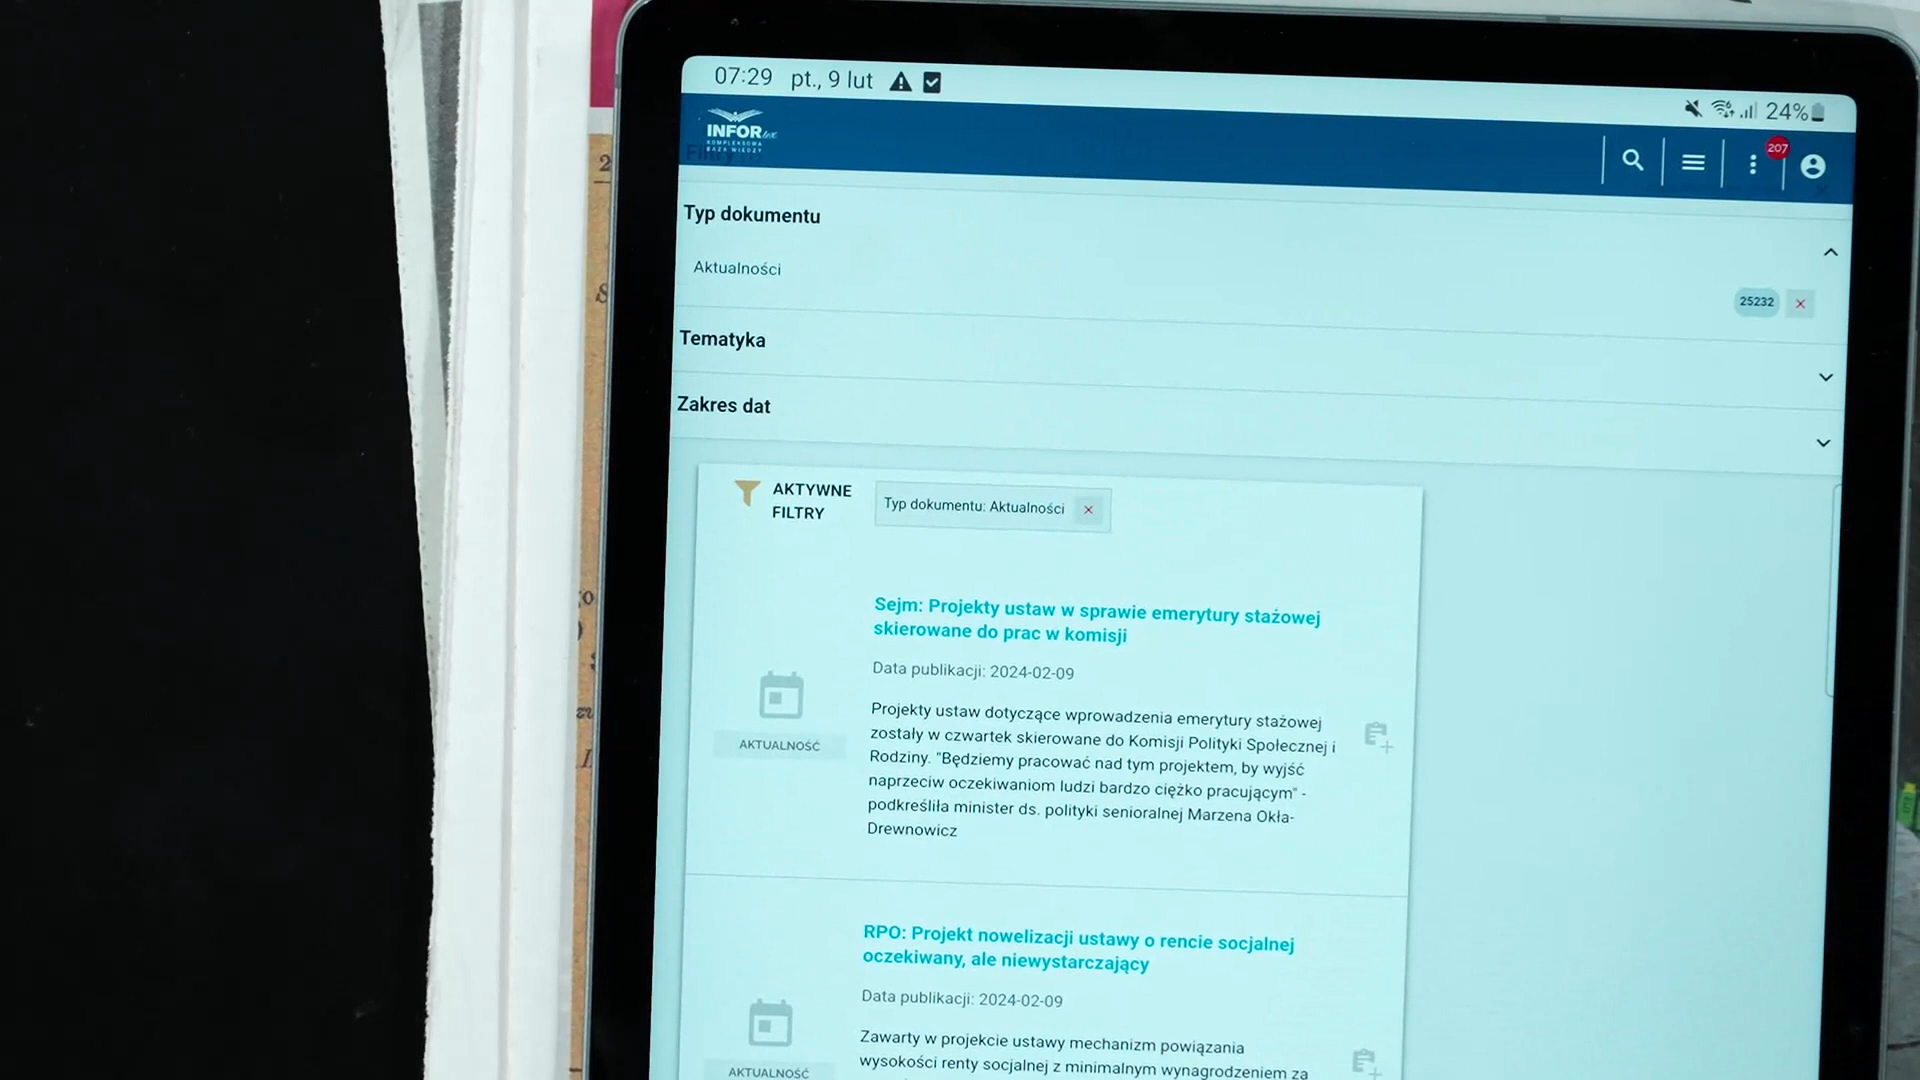 07:29 pt., 9 lut
24%
INFORlex
KOMPLEKSOWA
BAZA WIEDZY
Filtry
207
Typ dokumentu
Aktualności
25232
Tematyka
Zakres dat
AKTYWNE
FILTRY
Typ dokumentu: Aktualności
Sejm: Projekty ustaw w sprawie emerytury stażowej
skierowane do prac w komisji
Data publikacji: 2024-02-09
AKTUALNOŚĆ
Projekty ustaw dotyczące wprowadzenia emerytury stażowej
zostały w czwartek skierowane do Komisji Polityki Społecznej i
Rodziny. "Będziemy pracować nad tym projektem, by wyjść
naprzeciw oczekiwaniom ludzi bardzo ciężko pracującym" -
podkreśliła minister ds. polityki senioralnej Marzena Okła-
Drewnowicz
RPO: Projekt nowelizacji ustawy o rencie socjalnej
oczekiwany, ale niewystarczający
Data publikacji: 2024-02-09
AKTUALNOŚĆ
Zawarty w projekcie ustawy mechanizm powiązania
wysokości renty socjalnej z minimalnym wynagrodzeniem za